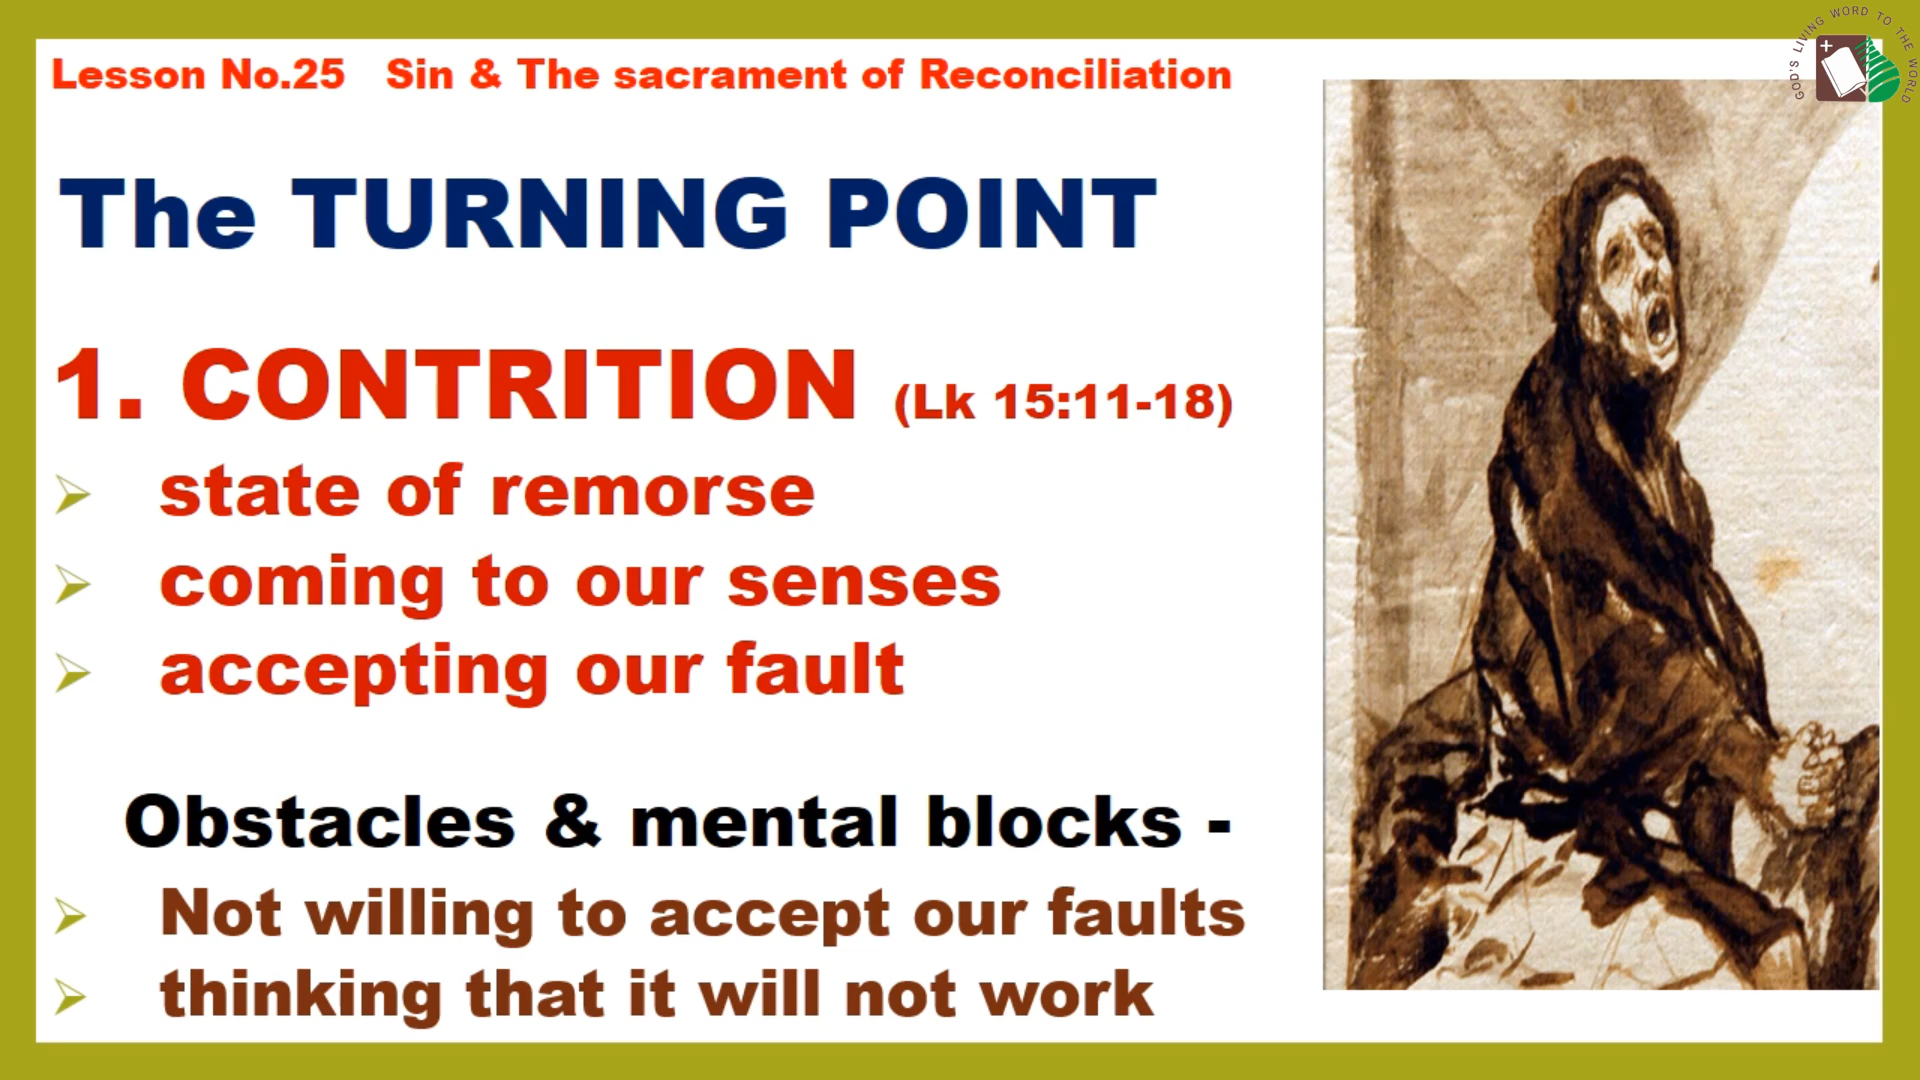 Lesson No.25 Sin & The sacrament of Reconciliation
GOD'S LIVING WORD TO THE WORLD
The TURNING POINT
1. CONTRITION (Lk 15:11-18)
state of remorse
coming to our senses
accepting our fault
Obstacles & mental blocks -
Not willing to accept our faults
thinking that it will not work